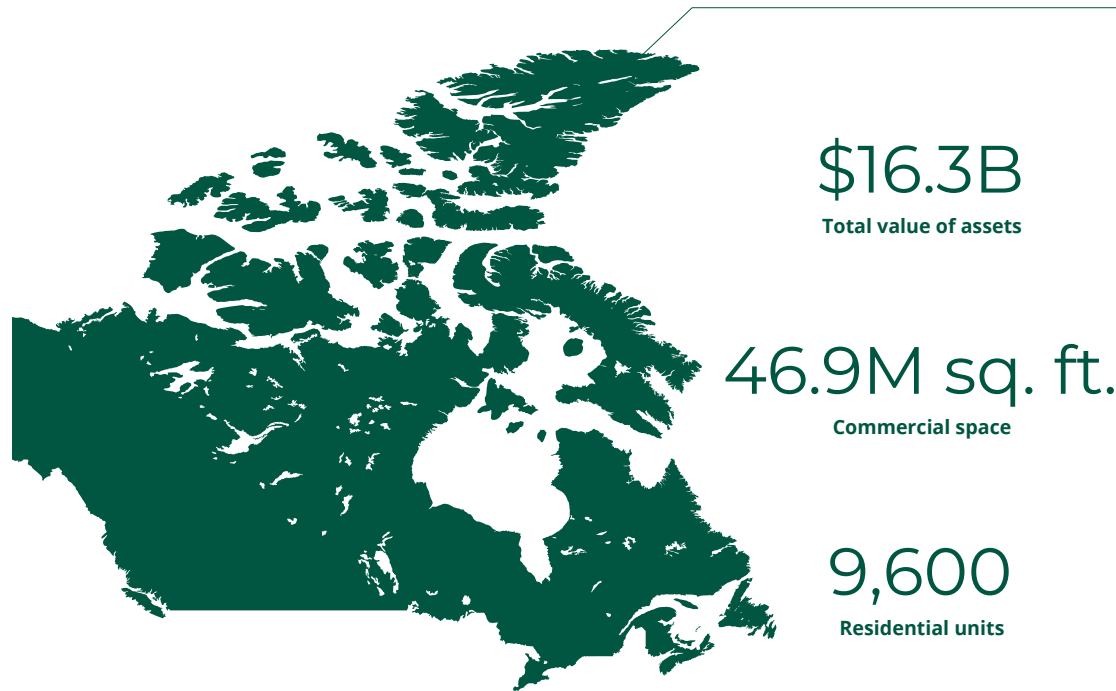 $16.3B
Total value of assets
46.9M sq. ft.
Commercial space
9,600
Residential units